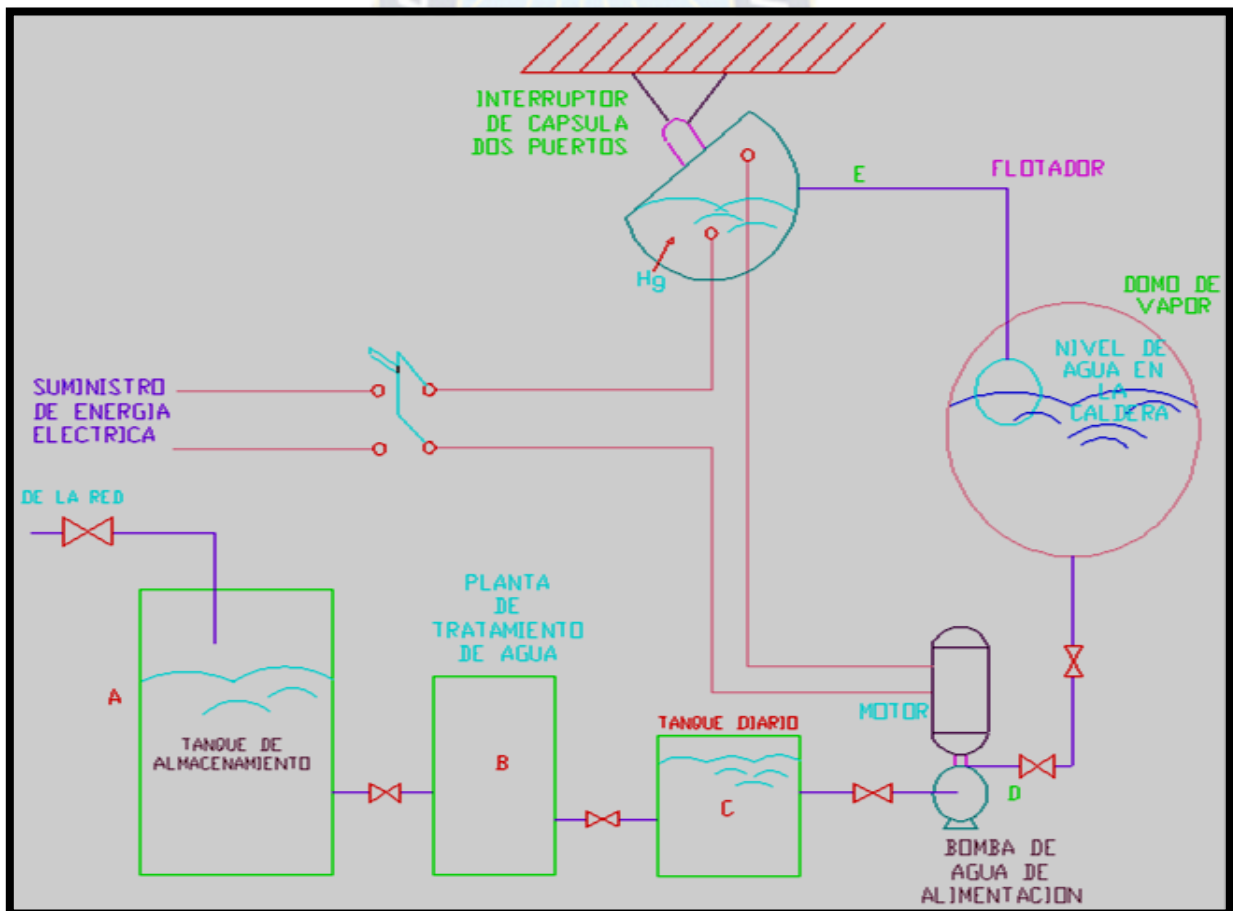 INTERRUPTOR
DE CAPSULA
DOS PUERTOS
E
FLOTADOR
Hg
DOMO DE
VAPOR
NIVEL DE
AGUA EN
LA
CALDERA
SUMINISTRO
DE ENERGIA
ELECTRICA
DE LA RED
PLANTA
DE
TRATAMIENTO
DE AGUA
A
TANQUE DE
ALMACENAMIENTO
B
TANQUE DIARIO
C
MOTOR
D
BOMBA DE
AGUA DE
ALIMENTACION